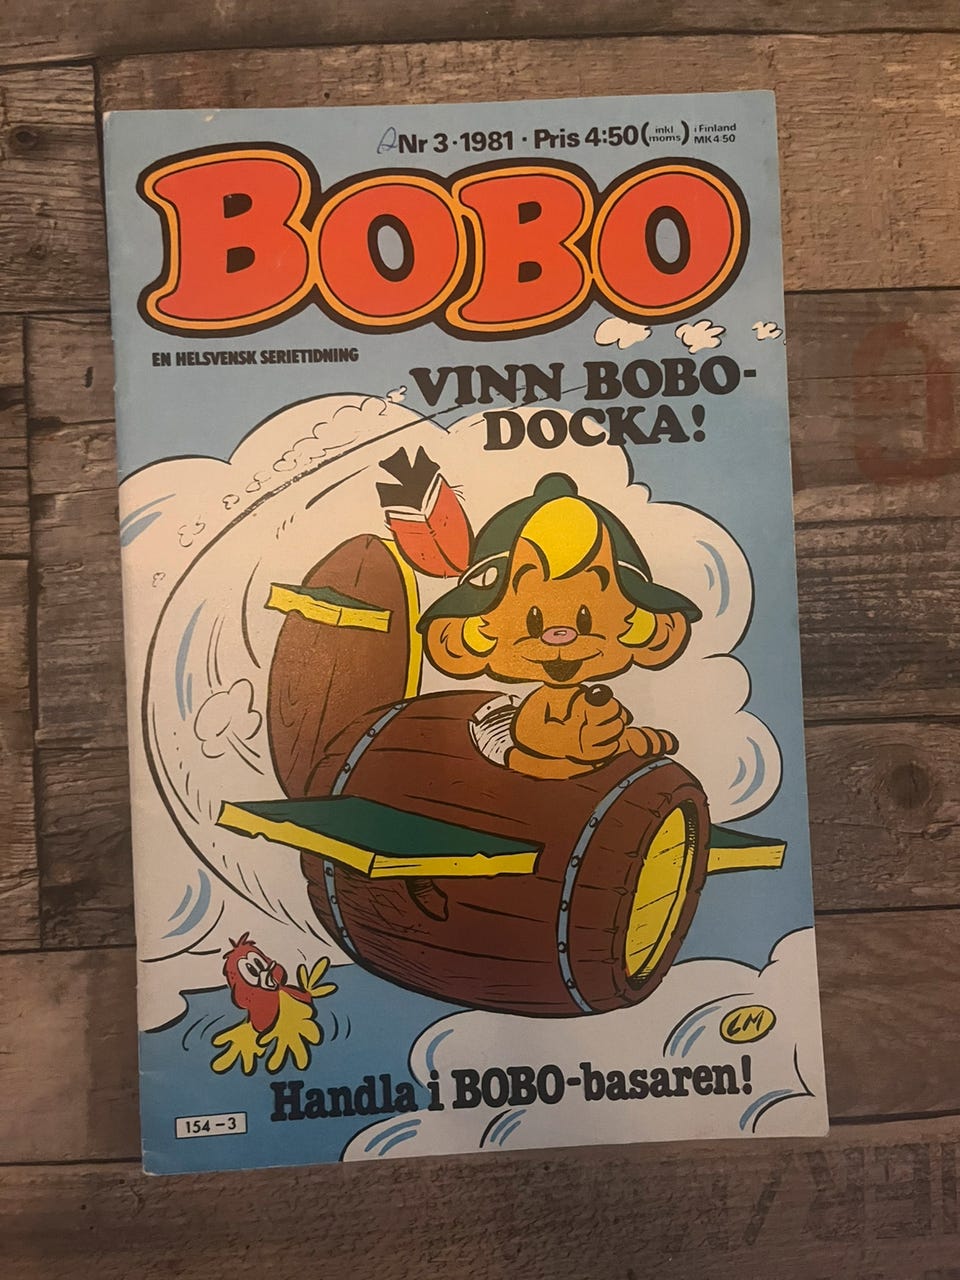 Nr 3 · 1981 · Pris 4:50 (inkl moms) i Finland MK 4·50
BOBO
EN HELSVENSK SERIETIDNING
VINN BOBO-
DOCKA!
LM
Handla i BOBO-basaren!
154-3